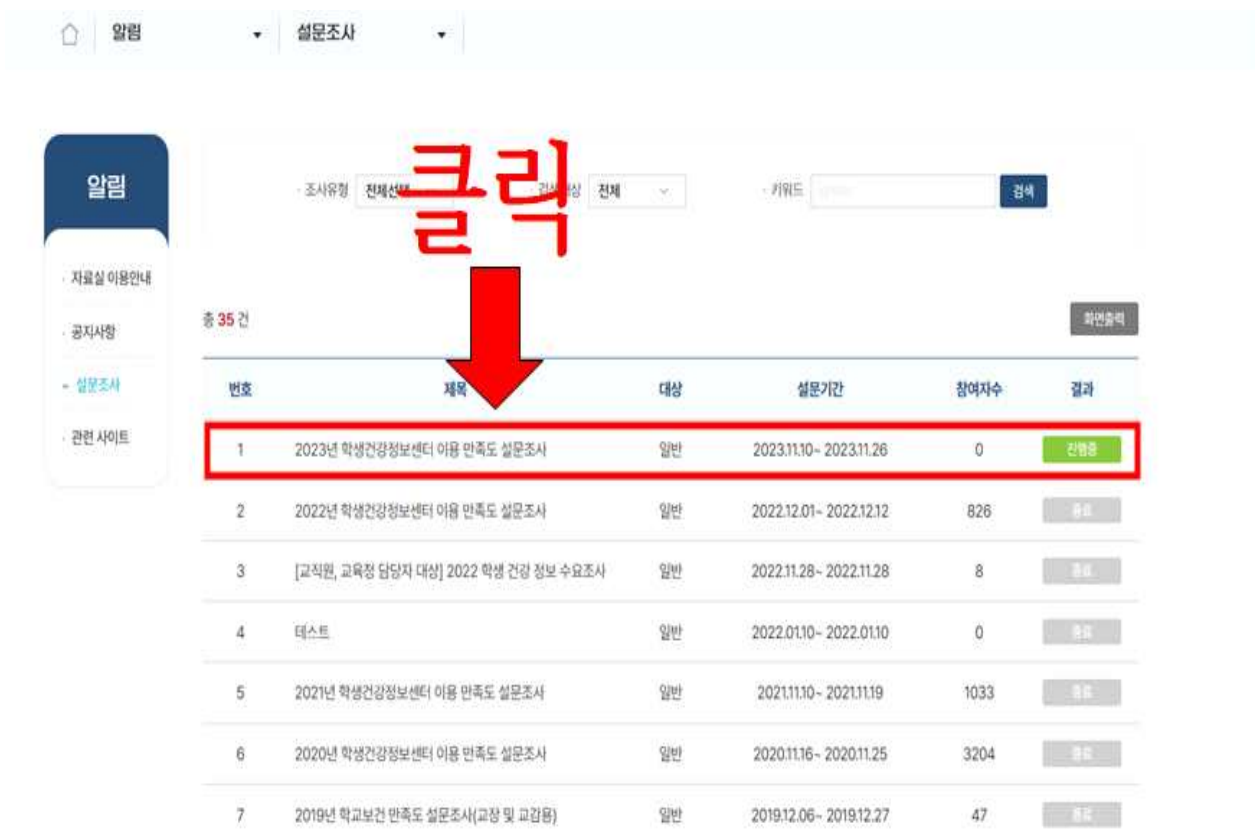 알림 설문조사
알림
· 자료실 이용안내
· 공지사항
- 설문조사
· 관련 사이트
클릭
· 조사유형 전체선택 전체 · 키워드 검색
총 35 건 화면출력
번호 제목 대상 설문기간 참여자수 결과
1 2023년 학생건강정보센터 이용 만족도 설문조사 일반 2023.11.10~ 2023.11.26 0 진행중
2 2022년 학생건강정보센터 이용 만족도 설문조사 일반 2022.12.01~ 2022.12.12 826 종료
3 [교직원, 교육청 담당자 대상] 2022 학생 건강 정보 수요조사 일반 2022.11.28~ 2022.11.28 8 종료
4 테스트 일반 2022.01.10~ 2022.01.10 0 종료
5 2021년 학생건강정보센터 이용 만족도 설문조사 일반 2021.11.10~ 2021.11.19 1033 종료
6 2020년 학생건강정보센터 이용 만족도 설문조사 일반 2020.11.16~ 2020.11.25 3204 종료
7 2019년 학교보건 만족도 설문조사(교장 및 교감용) 일반 2019.12.06~ 2019.12.27 47 종료